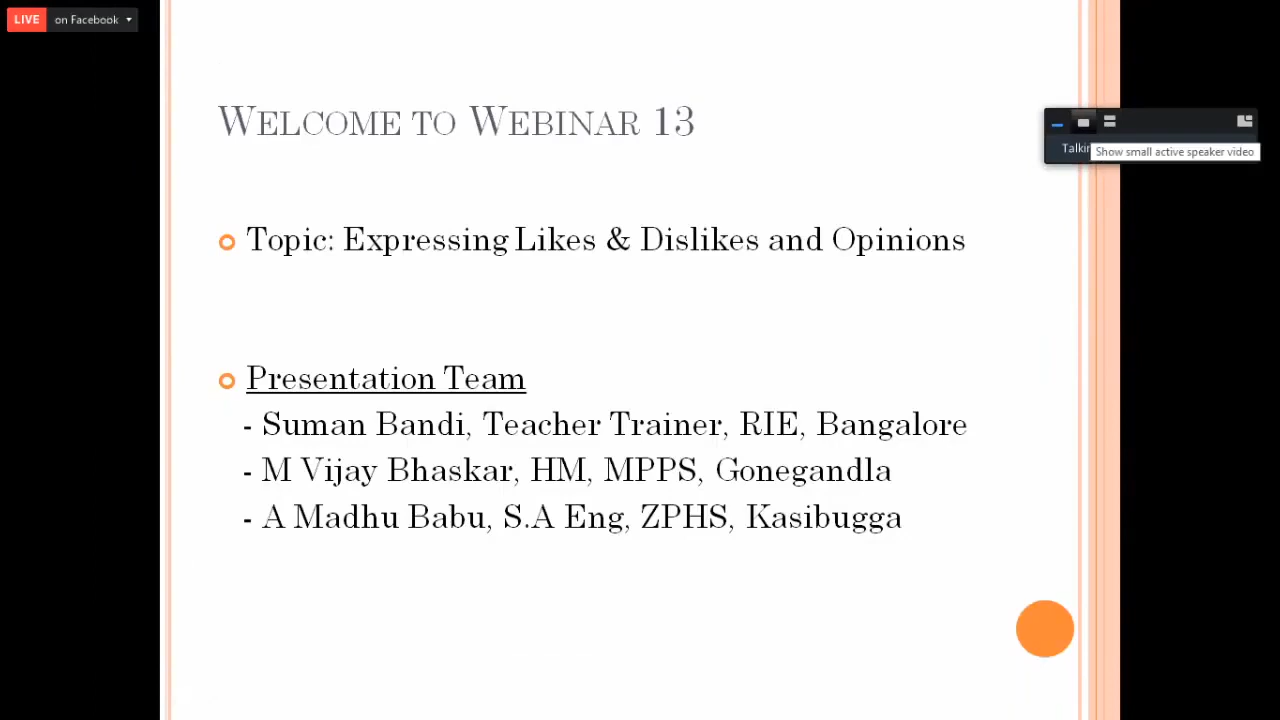 LIVE on Facebook
WELCOME TO WEBINAR 13
Talkin
Show small active speaker video
Topic: Expressing Likes & Dislikes and Opinions
Presentation Team
- Suman Bandi, Teacher Trainer, RIE, Bangalore
- M Vijay Bhaskar, HM, MPPS, Gonegandla
- A Madhu Babu, S.A Eng, ZPHS, Kasibugga